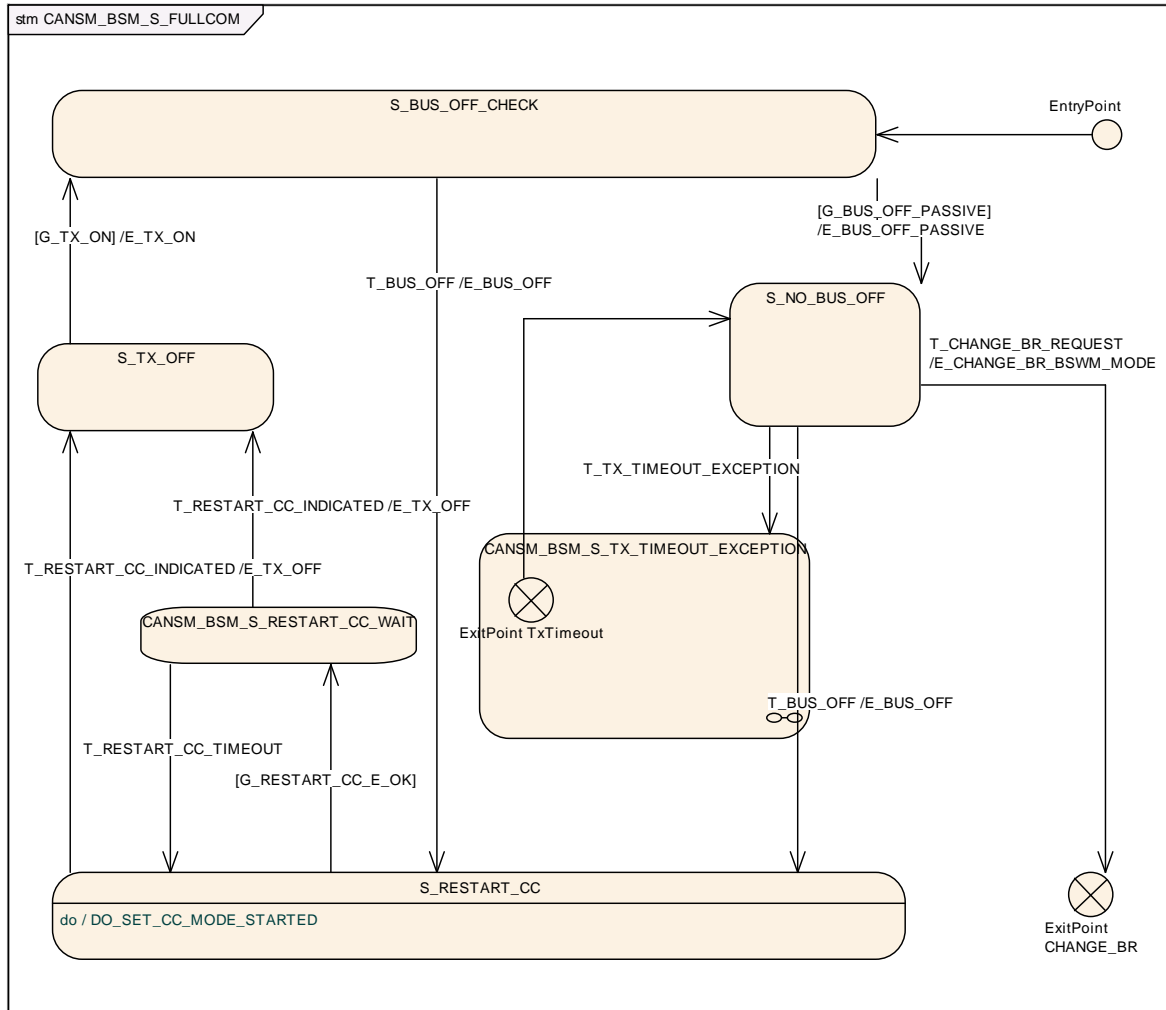 stm CANSM_BSM_S_FULLCOM
S_BUS_OFF_CHECK
EntryPoint
[G_BUS_OFF_PASSIVE]
/E_BUS_OFF_PASSIVE
[G_TX_ON] /E_TX_ON
T_BUS_OFF /E_BUS_OFF
S_NO_BUS_OFF
T_CHANGE_BR_REQUEST
/E_CHANGE_BR_BSWM_MODE
S_TX_OFF
T_TX_TIMEOUT_EXCEPTION
T_RESTART_CC_INDICATED /E_TX_OFF
CANSM_BSM_S_TX_TIMEOUT_EXCEPTION
T_RESTART_CC_INDICATED /E_TX_OFF
CANSM_BSM_S_RESTART_CC_WAIT
ExitPoint TxTimeout
T_BUS_OFF /E_BUS_OFF
T_RESTART_CC_TIMEOUT
[G_RESTART_CC_E_OK]
S_RESTART_CC
do / DO_SET_CC_MODE_STARTED
ExitPoint
CHANGE_BR